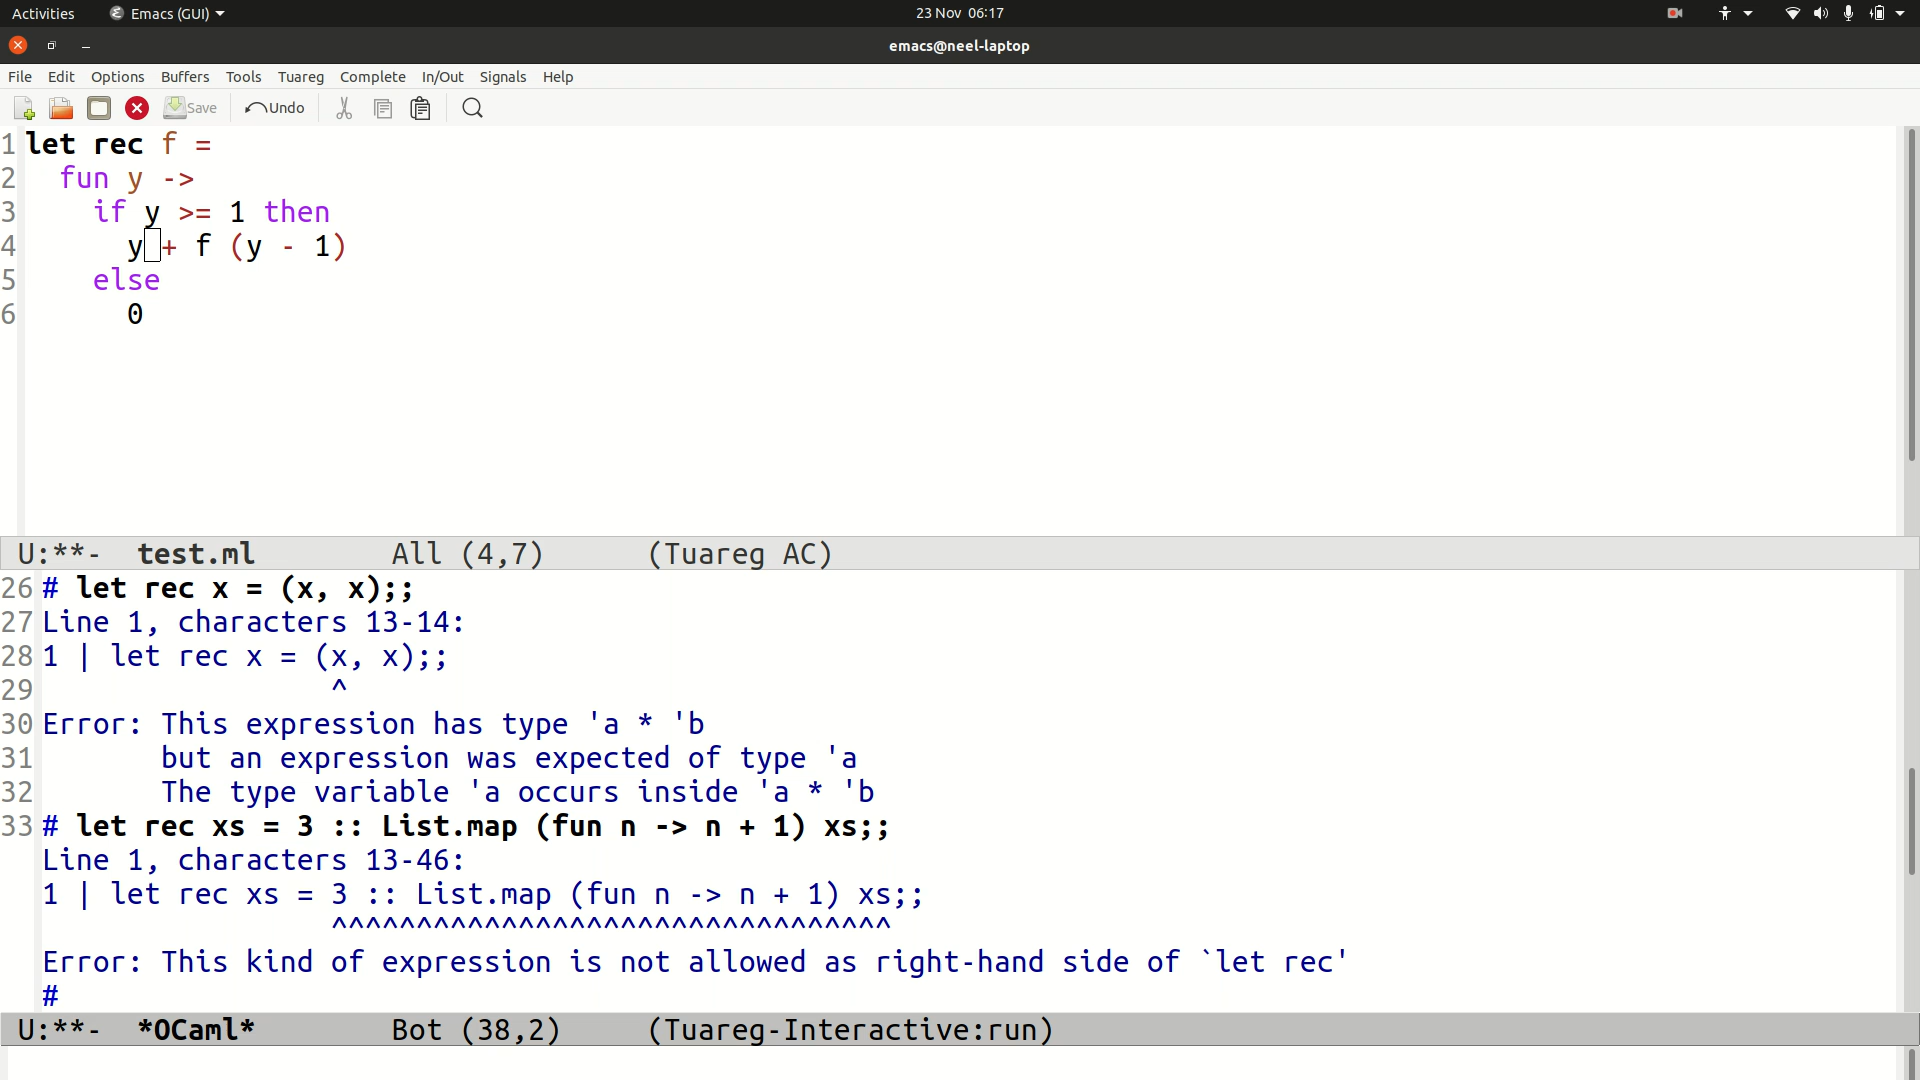 Activities Emacs (GUI) 23 Nov 06:17
emacs@neel-laptop
File Edit Options Buffers Tools Tuareg Complete In/Out Signals Help
Save Undo
1 let rec f =
2   fun y ->
3     if y >= 1 then
4       y + f (y - 1)
5     else
6       0
U:**-  test.ml        All (4,7)      (Tuareg AC)
26 # let rec x = (x, x);;
27 Line 1, characters 13-14:
28 1 | let rec x = (x, x);;
29                  ^
30 Error: This expression has type 'a * 'b
31        but an expression was expected of type 'a
32        The type variable 'a occurs inside 'a * 'b
33 # let rec xs = 3 :: List.map (fun n -> n + 1) xs;;
Line 1, characters 13-46:
1 | let rec xs = 3 :: List.map (fun n -> n + 1) xs;;
                 ^^^^^^^^^^^^^^^^^^^^^^^^^^^^^^^^^
Error: This kind of expression is not allowed as right-hand side of `let rec'
#
U:**-  *OCaml*        Bot (38,2)     (Tuareg-Interactive:run)